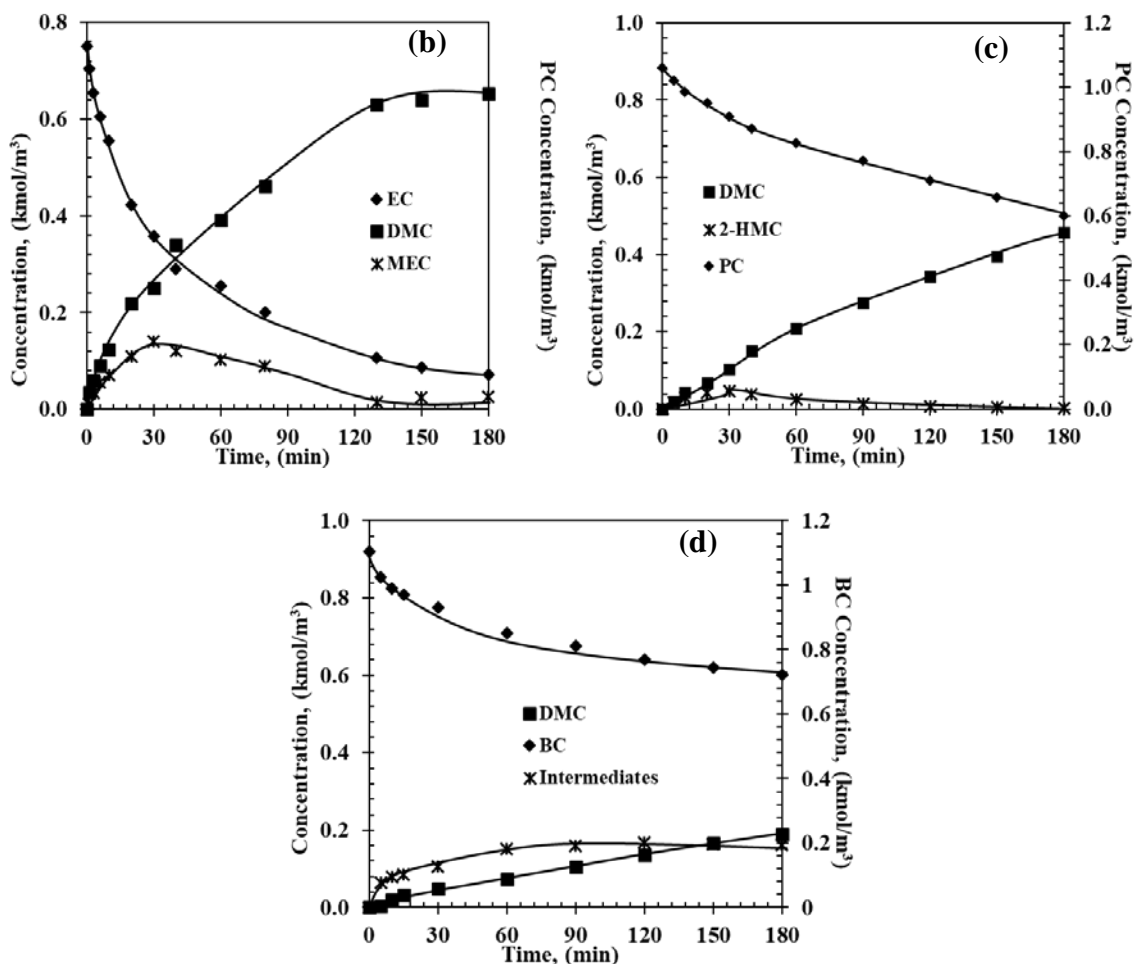 (b)
Concentration, (kmol/m³)
0.8
0.6
0.4
0.2
0.0
EC
DMC
MEC
0 30 60 90 120 150 180
Time, (min)
PC Concentration, (kmol/m³)
(c)
Concentration, (kmol/m³)
1.0
0.8
0.6
0.4
0.2
0.0
DMC
2-HMC
PC
0 30 60 90 120 150 180
Time, (min)
1.2
1.0
0.8
0.6
0.4
0.2
0.0
PC Concentration, (kmol/m³)
(d)
Concentration, (kmol/m³)
1.0
0.8
0.6
0.4
0.2
0.0
DMC
BC
Intermediates
0 30 60 90 120 150 180
Time, (min)
1.2
1
0.8
0.6
0.4
0.2
0
BC Concentration, (kmol/m³)